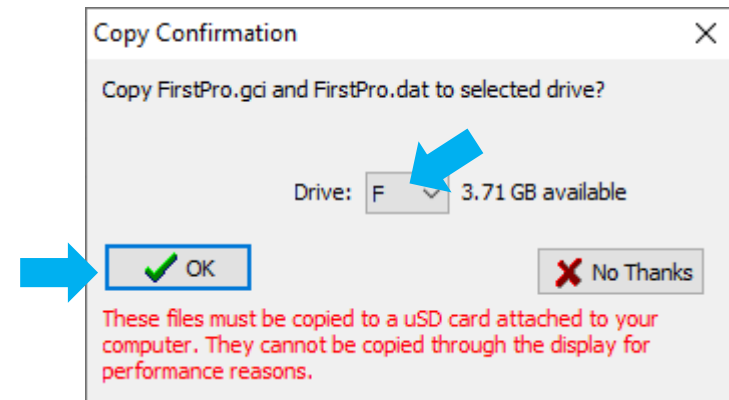 Copy Confirmation
Copy FirstPro.gci and FirstPro.dat to selected drive?
Drive: F 3.71 GB available
OK No Thanks
These files must be copied to a uSD card attached to your
computer. They cannot be copied through the display for
performance reasons.